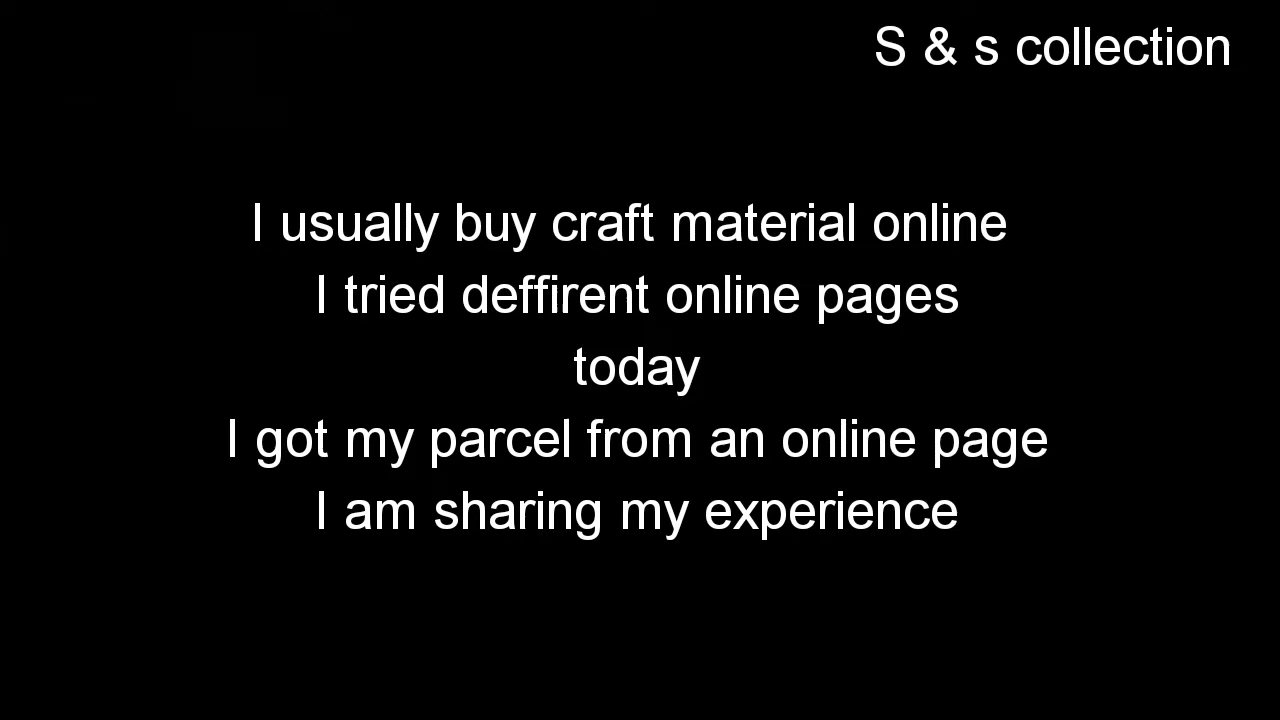 S & s collection
I usually buy craft material online
I tried deffirent online pages
today
I got my parcel from an online page
I am sharing my experience